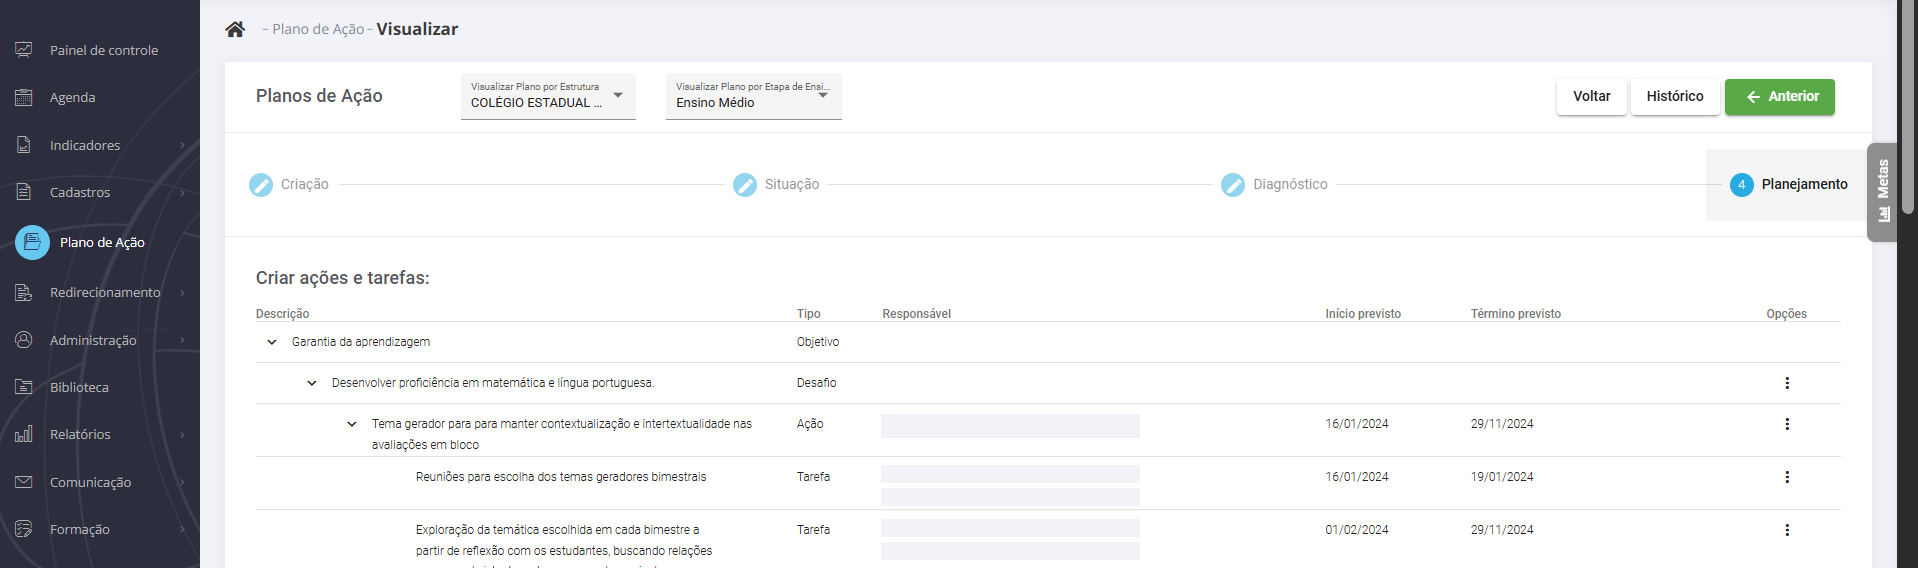 Painel de controle
Agenda
Indicadores
Cadastros
Plano de Ação
Redirecionamento
Administração
Biblioteca
Relatórios
Comunicação
Formação
– Plano de Ação – Visualizar
Planos de Ação
Visualizar Plano por Estrutura
COLÉGIO ESTADUAL ...
Visualizar Plano por Etapa de Ensi...
Ensino Médio
Voltar
Histórico
Anterior
Criação
Situação
Diagnóstico
4 Planejamento
Metas
Criar ações e tarefas:
Descrição Tipo Responsável Início previsto Término previsto Opções
Garantia da aprendizagem Objetivo
Desenvolver proficiência em matemática e língua portuguesa. Desafio
Tema gerador para para manter contextualização e intertextualidade nas Ação 16/01/2024 29/11/2024
avaliações em bloco
Reuniões para escolha dos temas geradores bimestrais Tarefa 16/01/2024 19/01/2024
Exploração da temática escolhida em cada bimestre a Tarefa 01/02/2024 29/11/2024
partir de reflexão com os estudantes, buscando relações